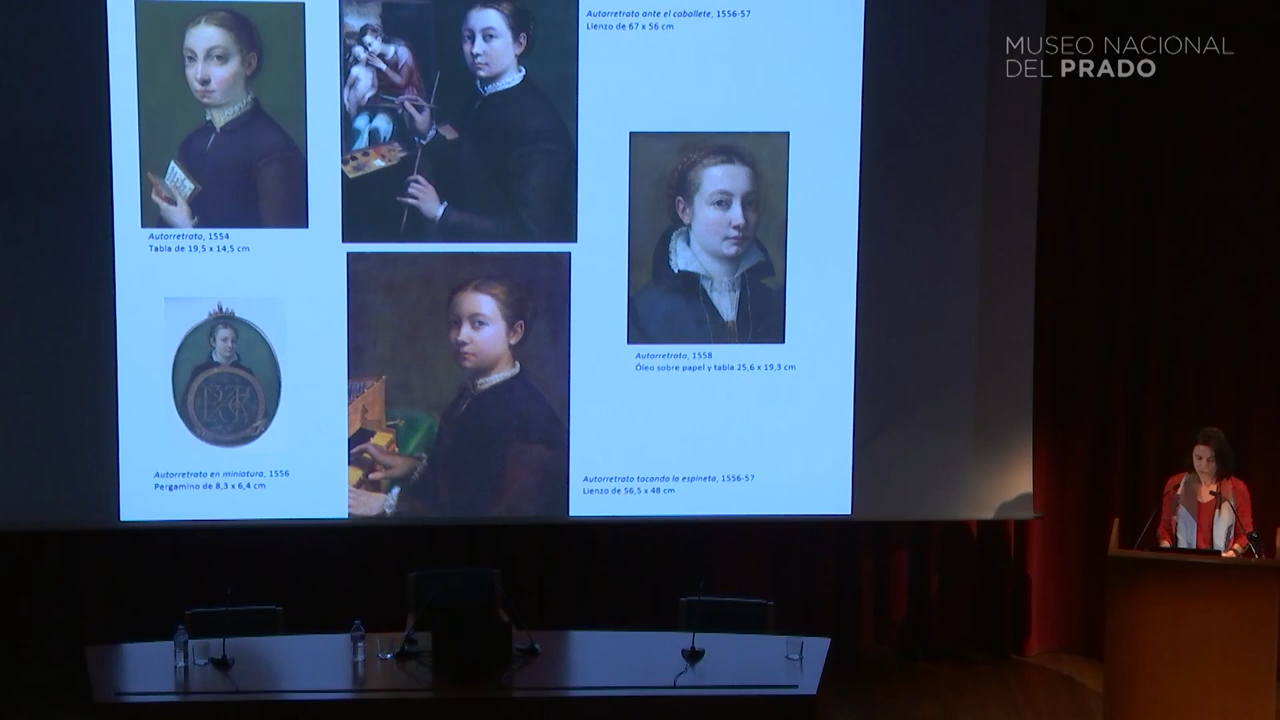 Autorretrato ante el caballete, 1556-57
Lienzo de 67 x 56 cm
MUSEO NACIONAL
DEL PRADO
Autorretrato, 1554.
Tabla de 19,5 x 14,5 cm
Autorretrato, 1558
Óleo sobre papel y tabla 25,6 x 19,3 cm
Autorretrato en miniatura, 1556
Pergamino de 8,3 x 6,4 cm
Autorretrato tocando la espineta, 1556-57
Lienzo de 56,5 x 48 cm